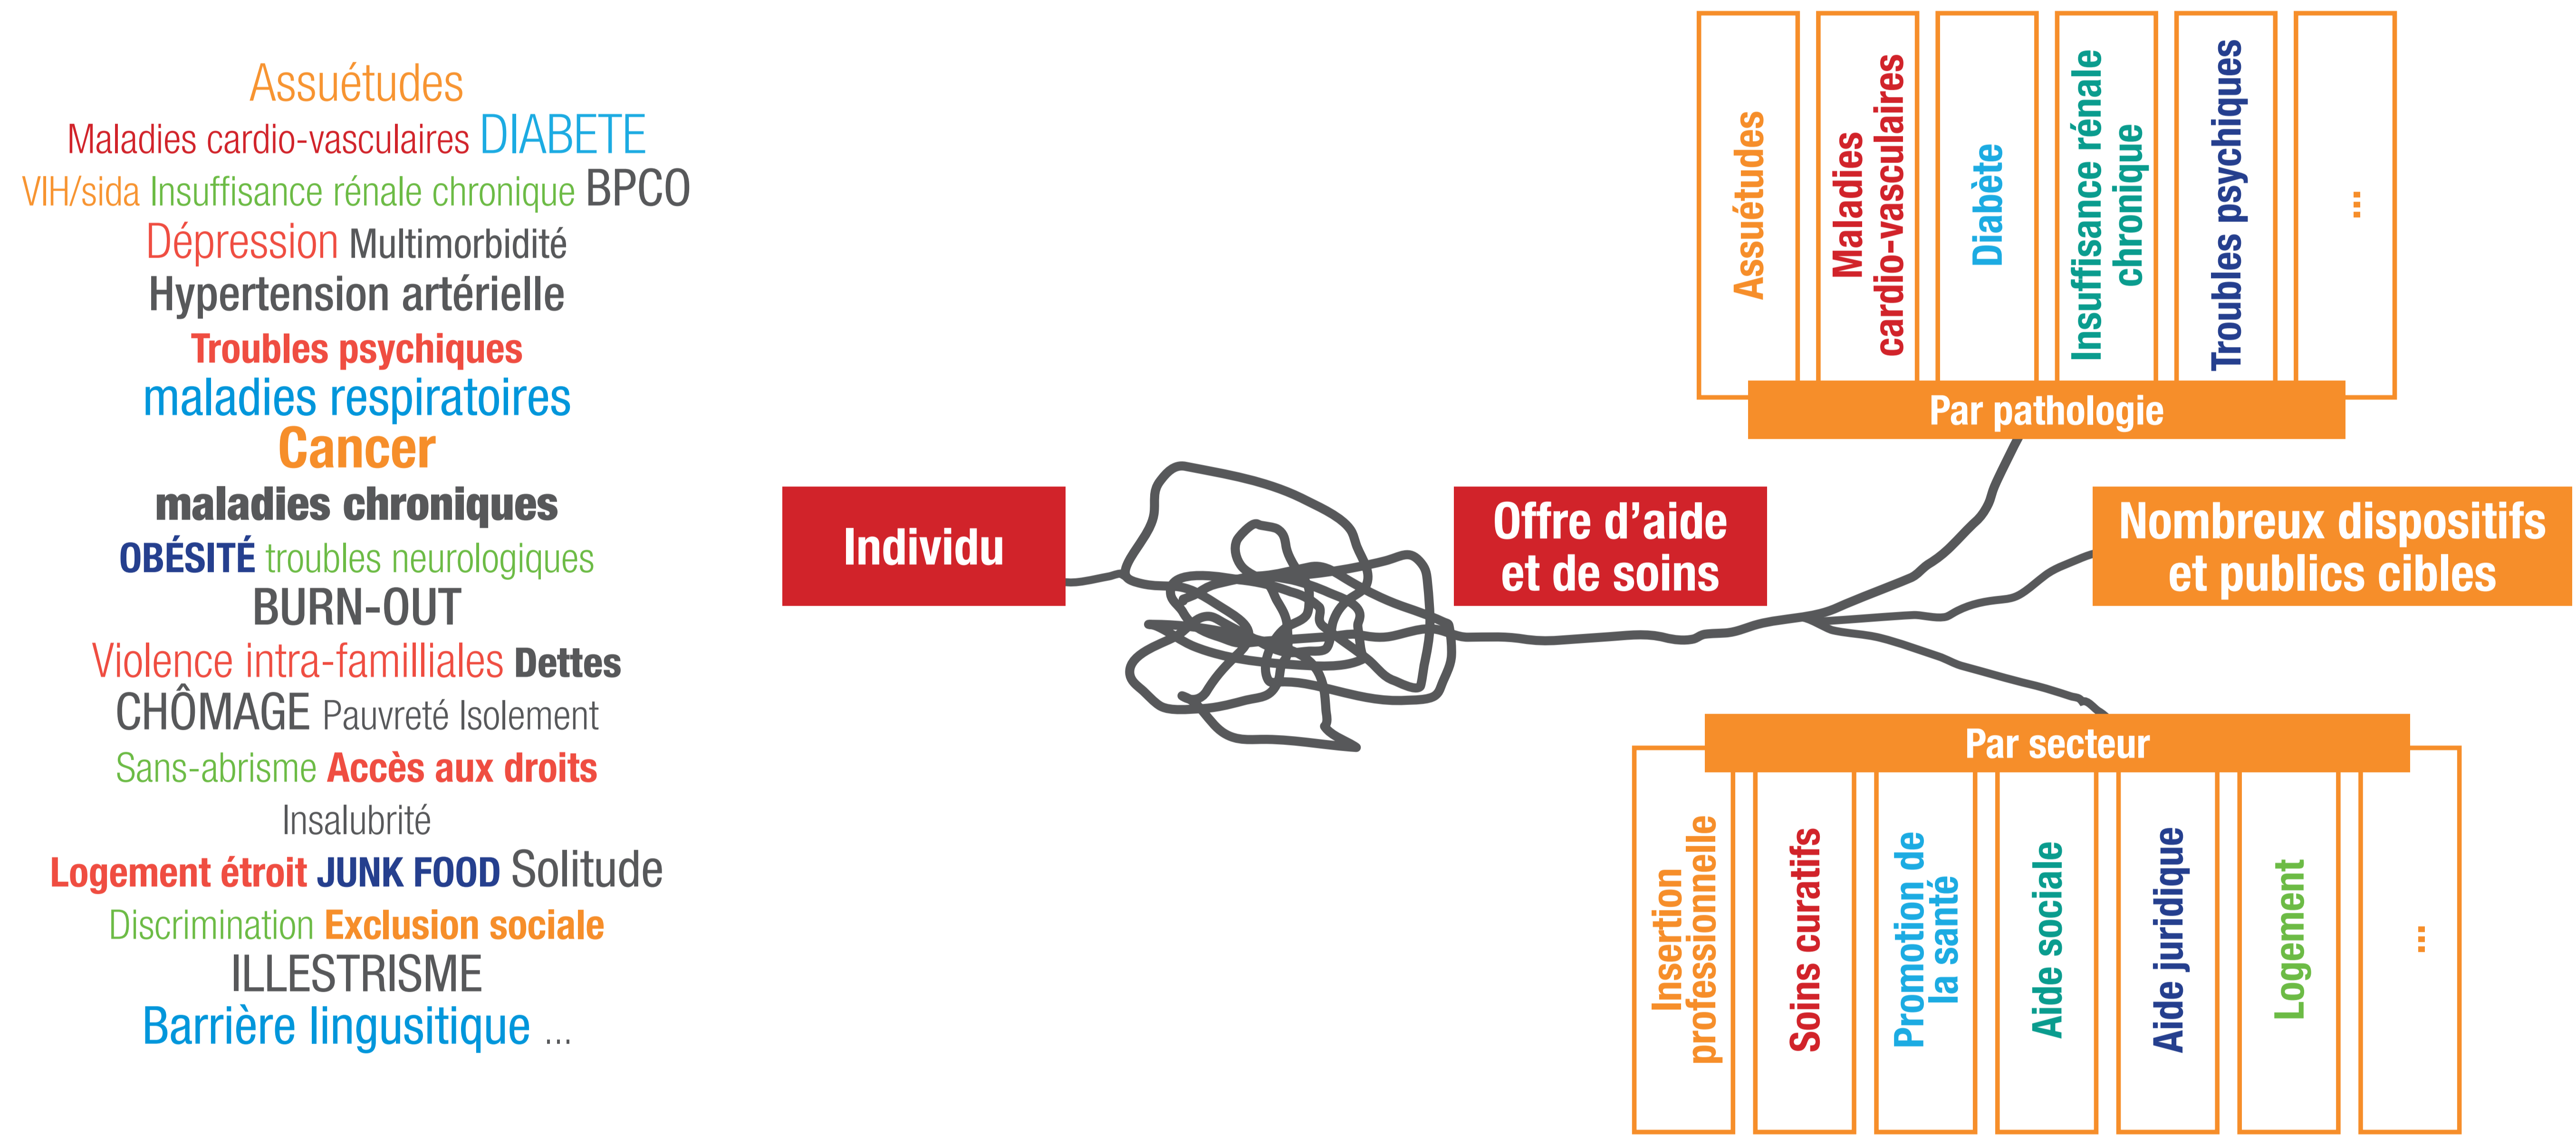 Assuétudes
Maladies cardio-vasculaires DIABETE
VIH/sida Insuffisance rénale chronique BPCO
Dépression Multimorbidité
Hypertension artérielle
Troubles psychiques
maladies respiratoires
Cancer
maladies chroniques
OBÉSITÉ troubles neurologiques
BURN-OUT
Violence intra-familliales Dettes
CHÔMAGE Pauvreté Isolement
Sans-abrisme Accès aux droits
Insalubrité
Logement étroit JUNK FOOD Solitude
Discrimination Exclusion sociale
ILLESTRISME
Barrière lingusitique ...
Individu
Offre d’aide
et de soins
Assuétudes
Maladies
cardio-vasculaires
Diabète
Insuffisance rénale
chronique
Troubles psychiques
...
Par pathologie
Nombreux dispositifs
et publics cibles
Par secteur
Insertion
professionnelle
Soins curatifs
Promotion de
la santé
Aide sociale
Aide juridique
Logement
...